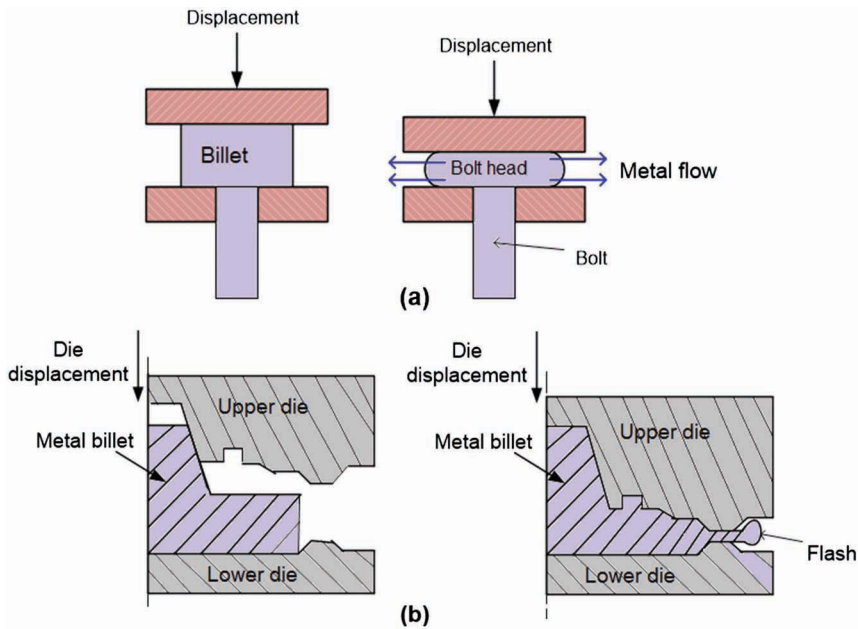 Displacement
Displacement
Billet
Bolt head
Metal flow
Bolt
(a)
Die
displacement
Upper die
Metal billet
Lower die
Die
displacement
Upper die
Metal billet
Flash
Lower die
(b)